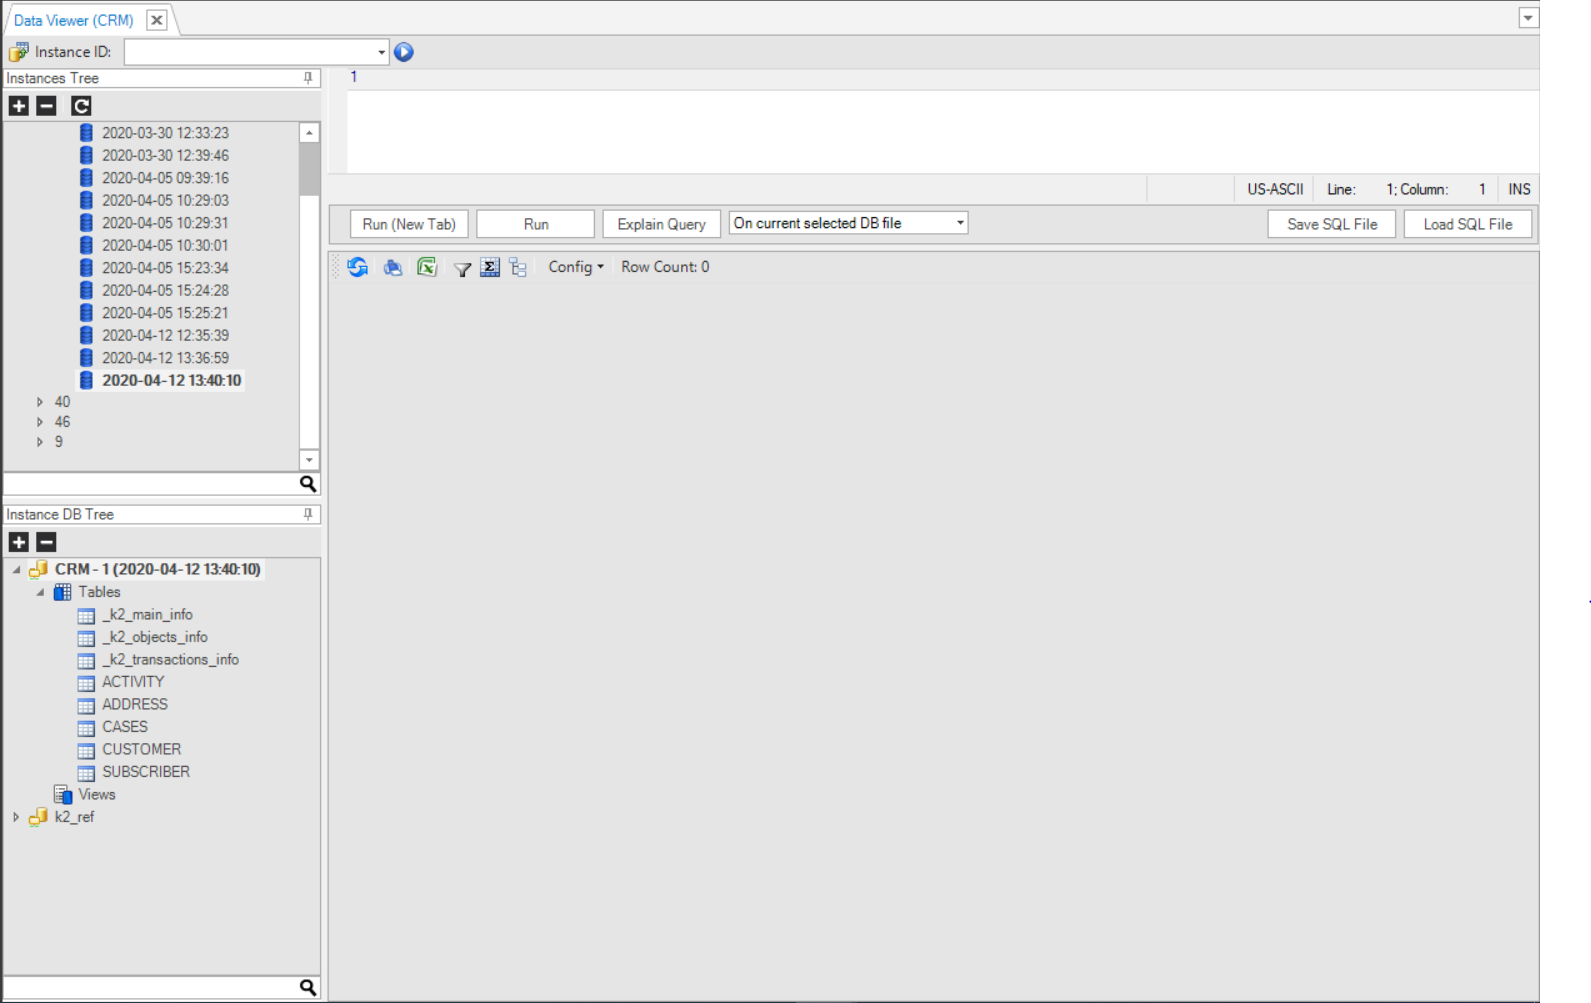 Data Viewer (CRM)
Instance ID:
Instances Tree
1
2020-03-30 12:33:23
2020-03-30 12:39:46
2020-04-05 09:39:16
2020-04-05 10:29:03
2020-04-05 10:29:31
2020-04-05 10:30:01
2020-04-05 15:23:34
2020-04-05 15:24:28
2020-04-05 15:25:21
2020-04-12 12:35:39
2020-04-12 13:36:59
2020-04-12 13:40:10
40
46
9
US-ASCII Line: 1; Column: 1 INS
Run (New Tab) Run Explain Query On current selected DB file Save SQL File Load SQL File
Config Row Count: 0
Instance DB Tree
CRM - 1 (2020-04-12 13:40:10)
Tables
_k2_main_info
_k2_objects_info
_k2_transactions_info
ACTIVITY
ADDRESS
CASES
CUSTOMER
SUBSCRIBER
Views
k2_ref